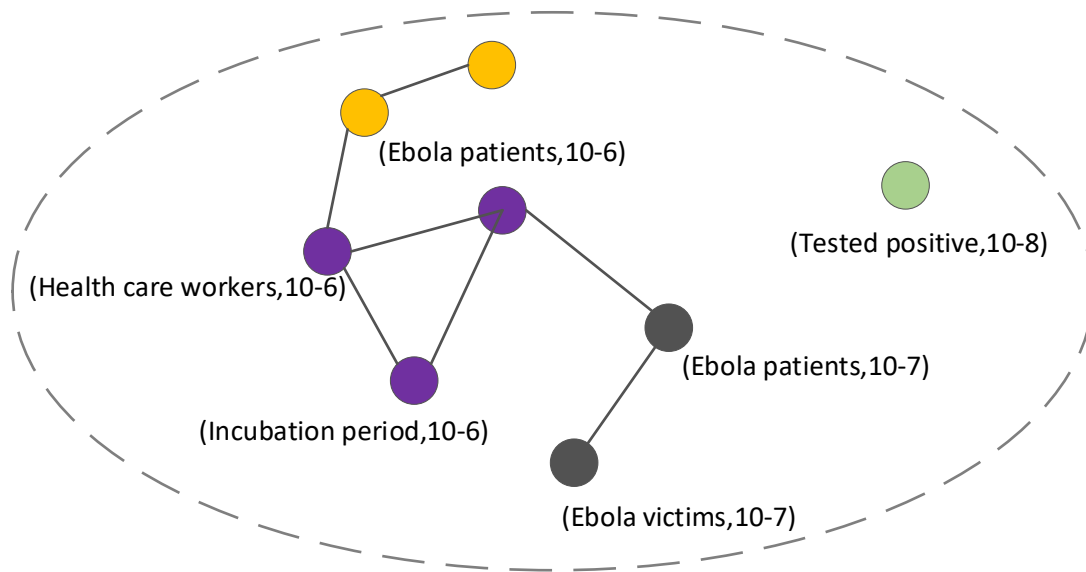 (Ebola patients,10-6)
(Tested positive,10-8)
(Health care workers,10-6)
(Ebola patients,10-7)
(Incubation period,10-6)
(Ebola victims,10-7)